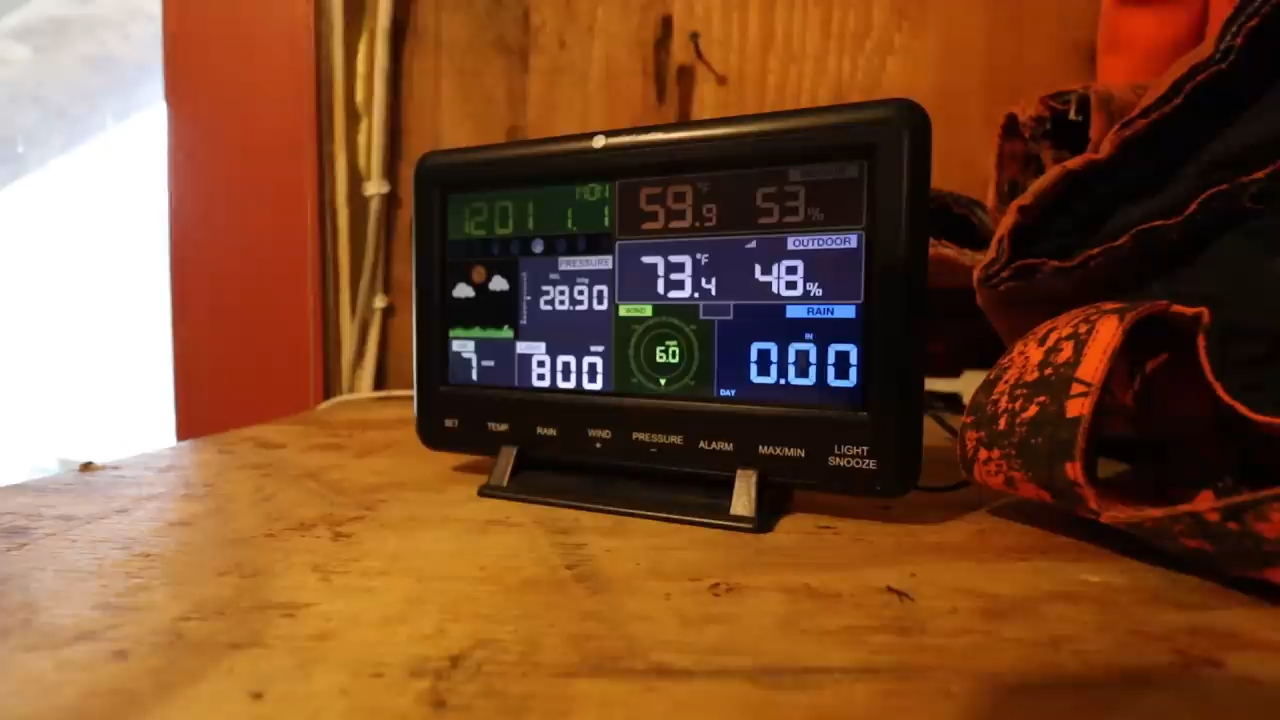 MON
12 01 1. 1
59.9 °F 53 %
PRESSURE
OUTDOOR
28.90
73.4 °F 48 %
WIND
RAIN
6.0
IN
0.00
7
800
DAY
SET TEMP RAIN WIND + PRESSURE − ALARM MAX/MIN LIGHT SNOOZE